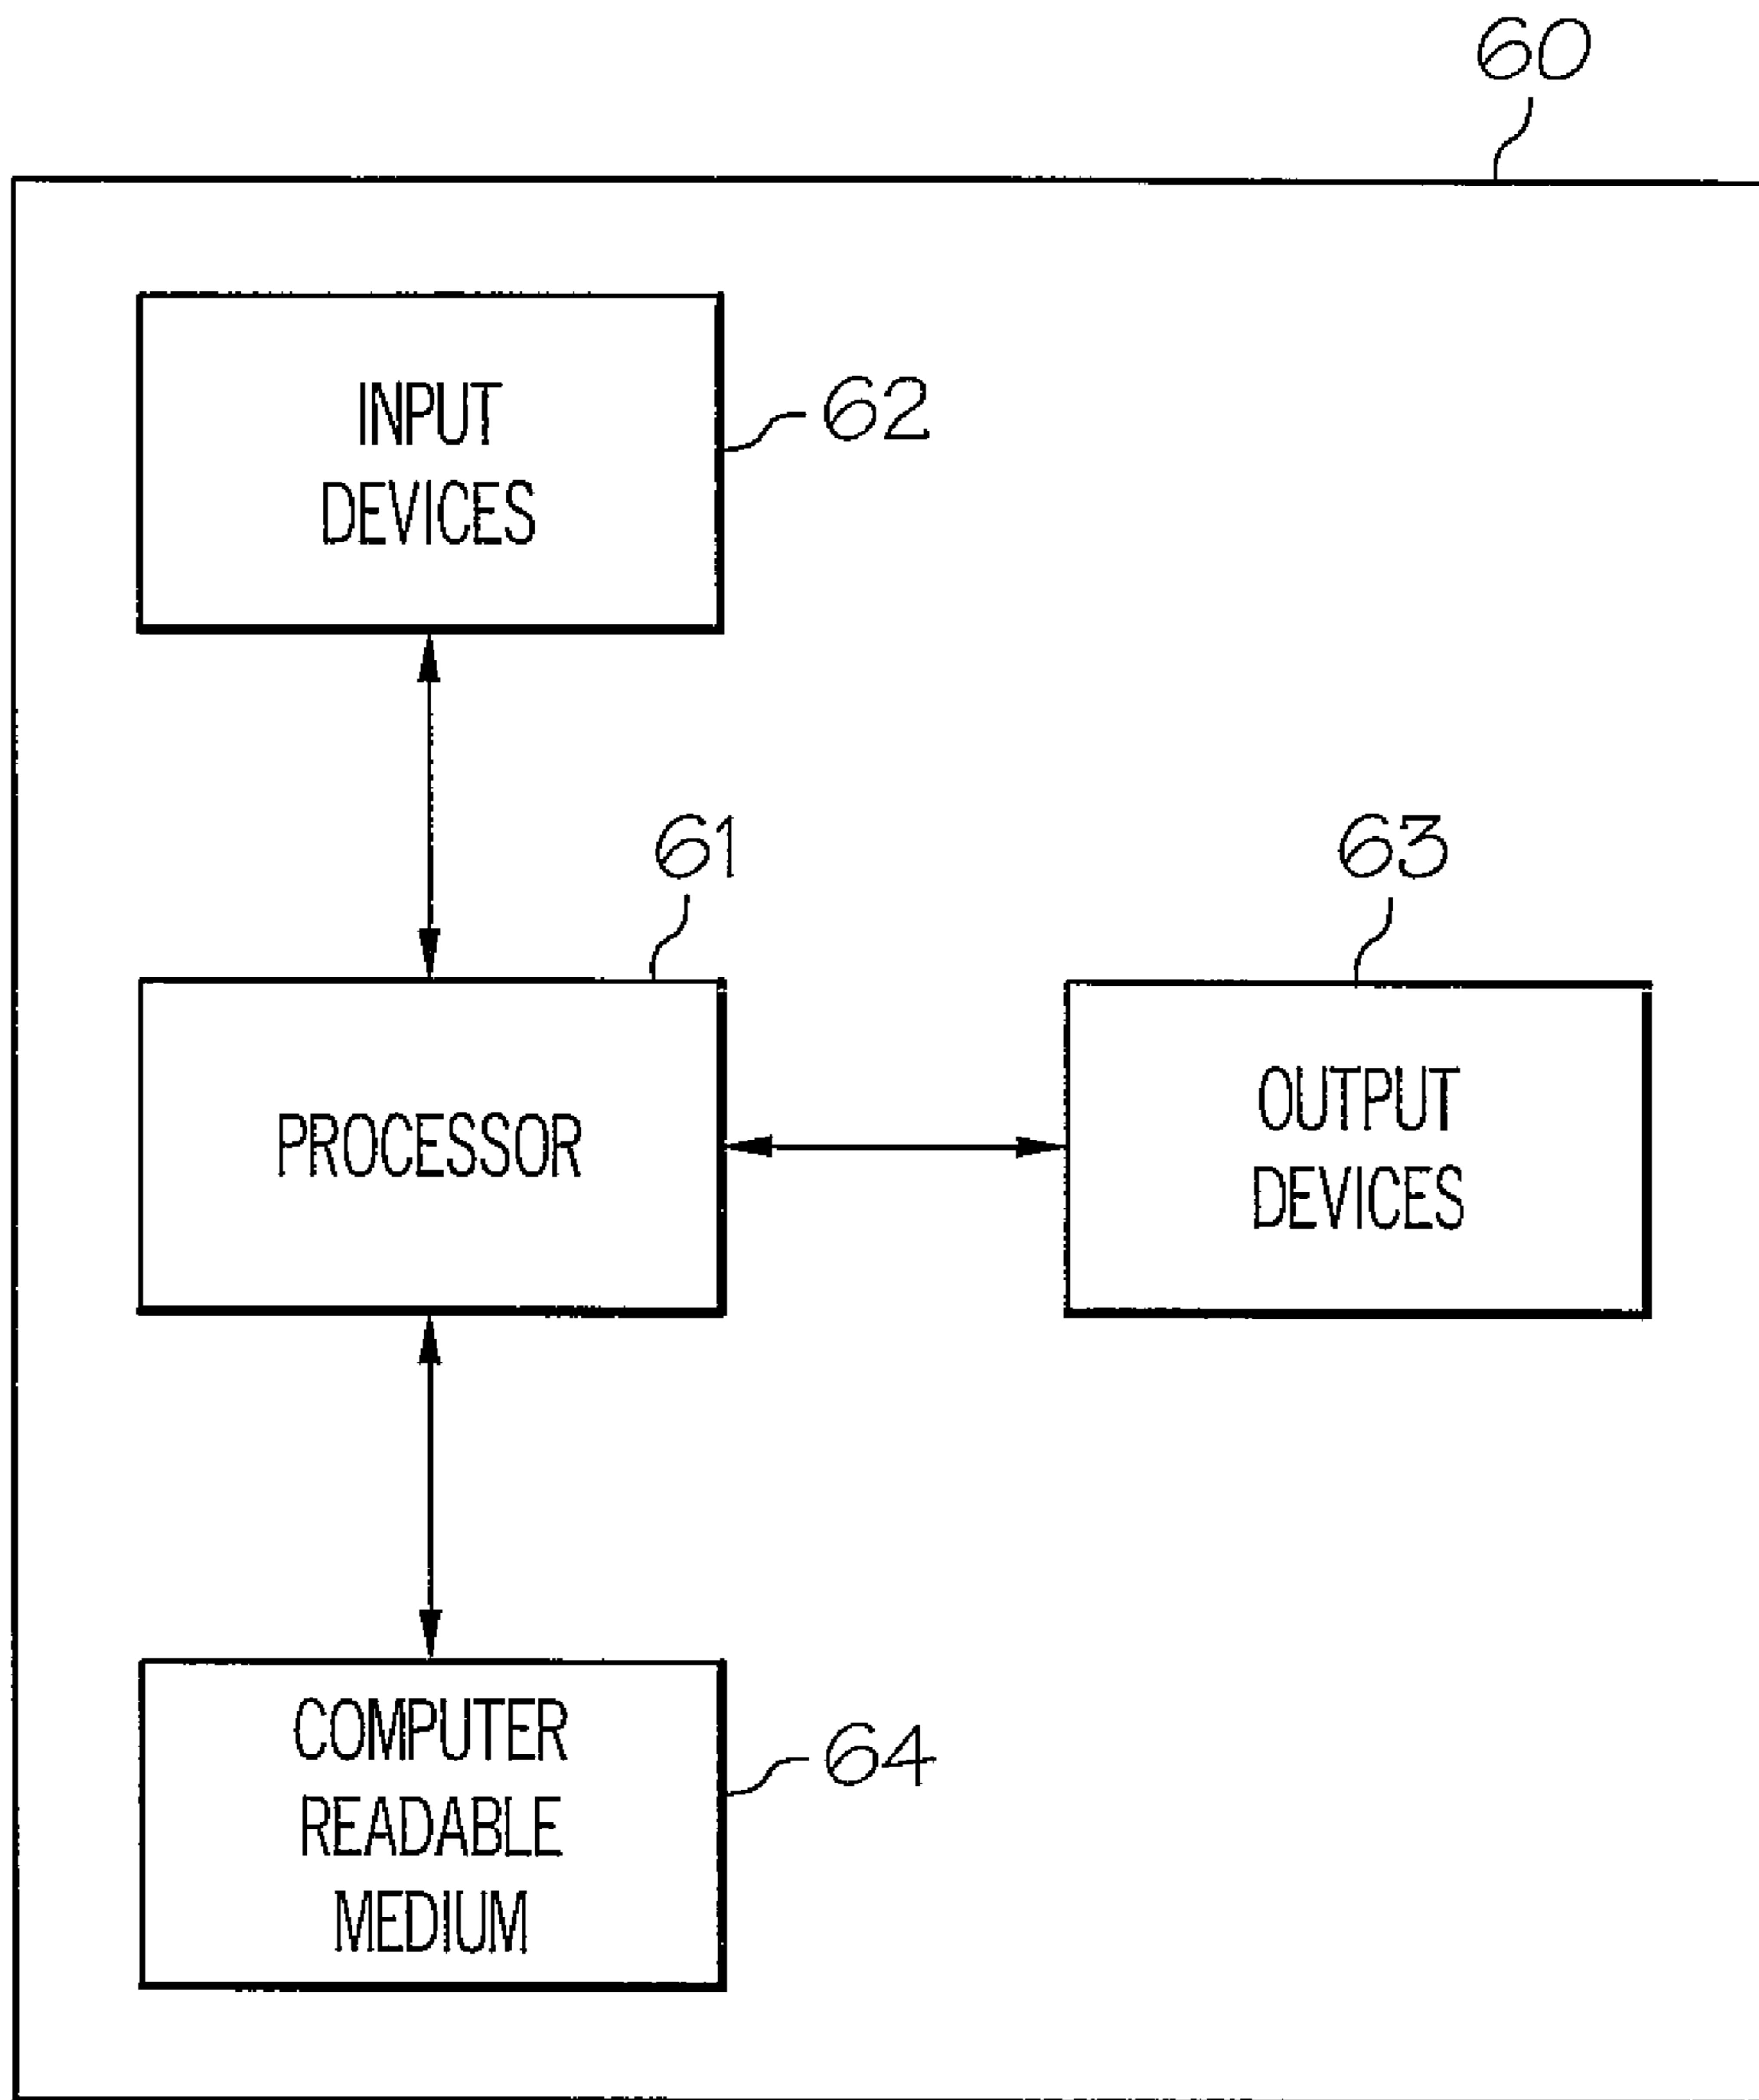 60
INPUT
DEVICES
62
61
63
PROCESSOR
OUTPUT
DEVICES
COMPUTER
READABLE
MEDIUM
64